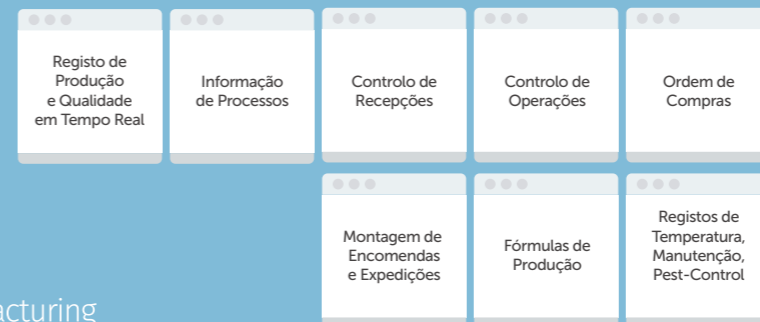 Registo de
Produção
e Qualidade
em Tempo Real
Informação
de Processos
Controlo de
Recepções
Controlo de
Operações
Ordem de
Compras
Montagem de
Encomendas
e Expedições
Fórmulas de
Produção
Registos de
Temperatura,
Manutenção,
Pest-Control
acturing